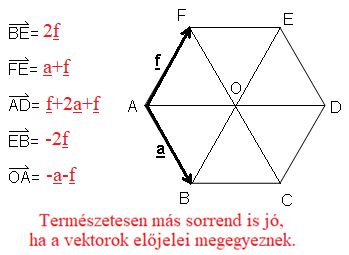 BE= 2f
FE= a+f
AD= f+2a+f
EB= -2f
OA= -a-f
F
E
f
A
O
D
a
B
C
Természetesen más sorrend is jó,
ha a vektorok előjelei megegyeznek.